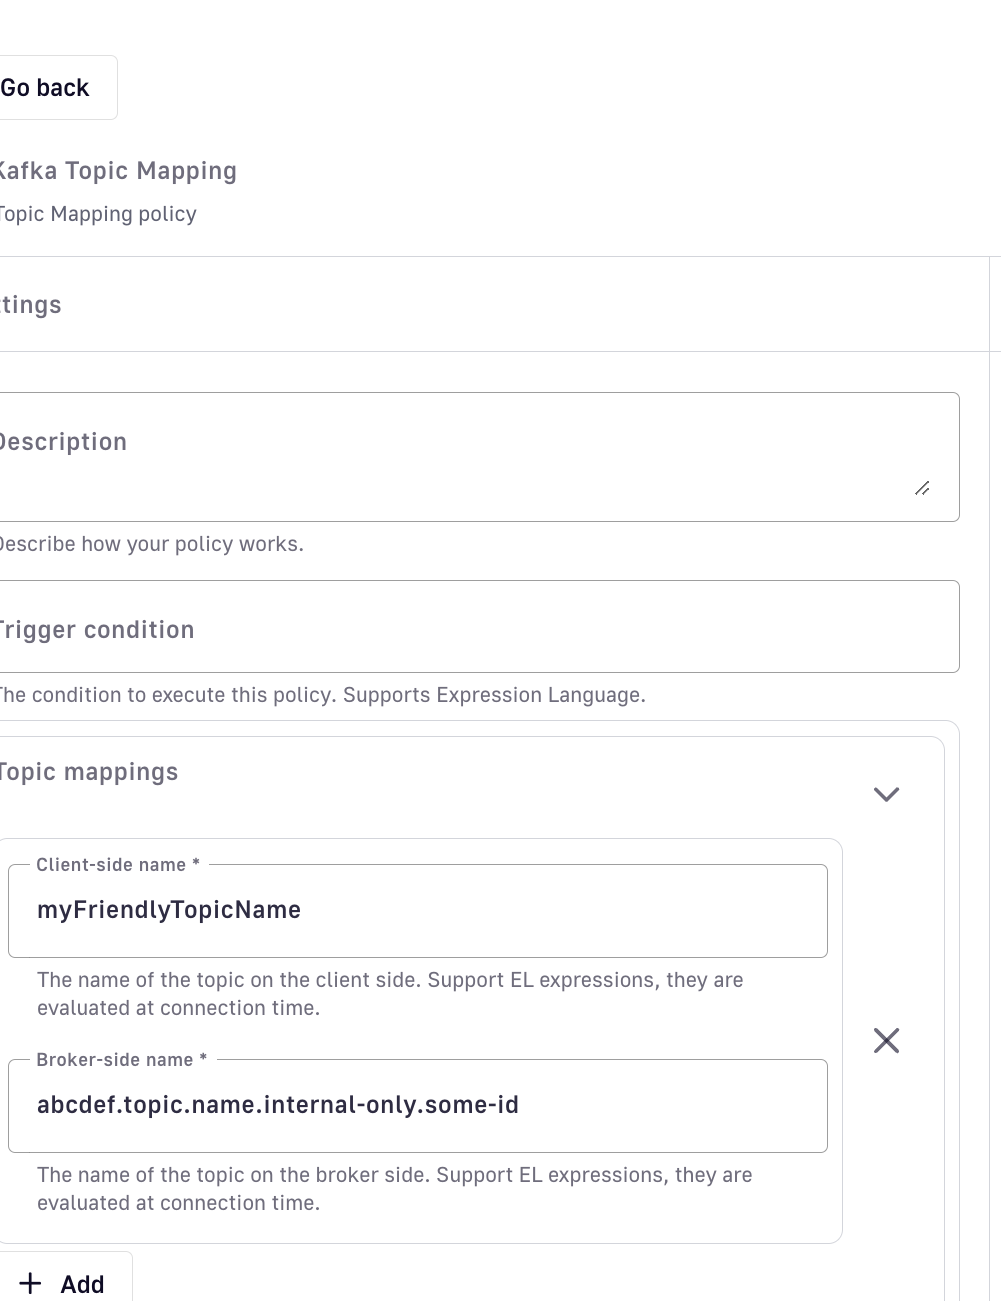 Go back
Kafka Topic Mapping
Topic Mapping policy
ttings
Description
Describe how your policy works.
Trigger condition
The condition to execute this policy. Supports Expression Language.
Topic mappings
Client-side name *
myFriendlyTopicName
The name of the topic on the client side. Support EL expressions, they are
evaluated at connection time.
Broker-side name *
abcdef.topic.name.internal-only.some-id
The name of the topic on the broker side. Support EL expressions, they are
evaluated at connection time.
Add